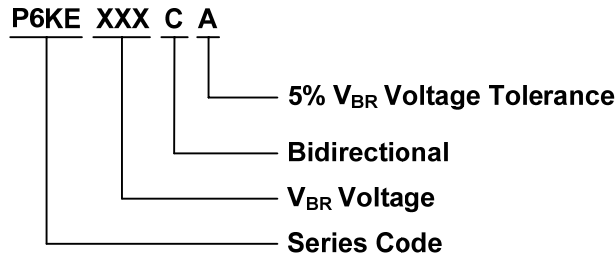 P6KE XXX C A
5% VBR Voltage Tolerance
Bidirectional
VBR Voltage
Series Code